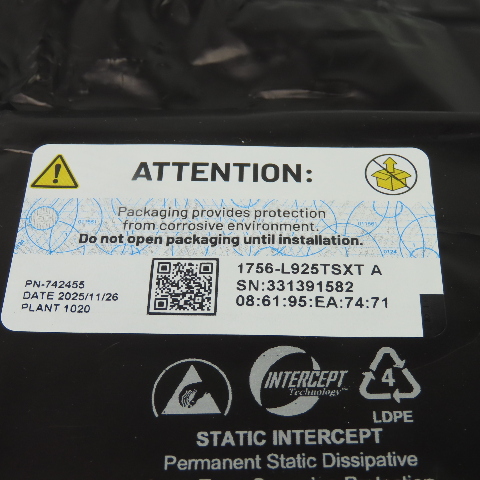 ATTENTION:
Packaging provides protection
from corrosive environment.
Do not open packaging until installation.
PN-742455
DATE 2025/11/26
PLANT 1020
1756-L925TSXT A
SN:331391582
08:61:95:EA:74:71
INTERCEPT
Technology™
4
LDPE
STATIC INTERCEPT
Permanent Static Dissipative